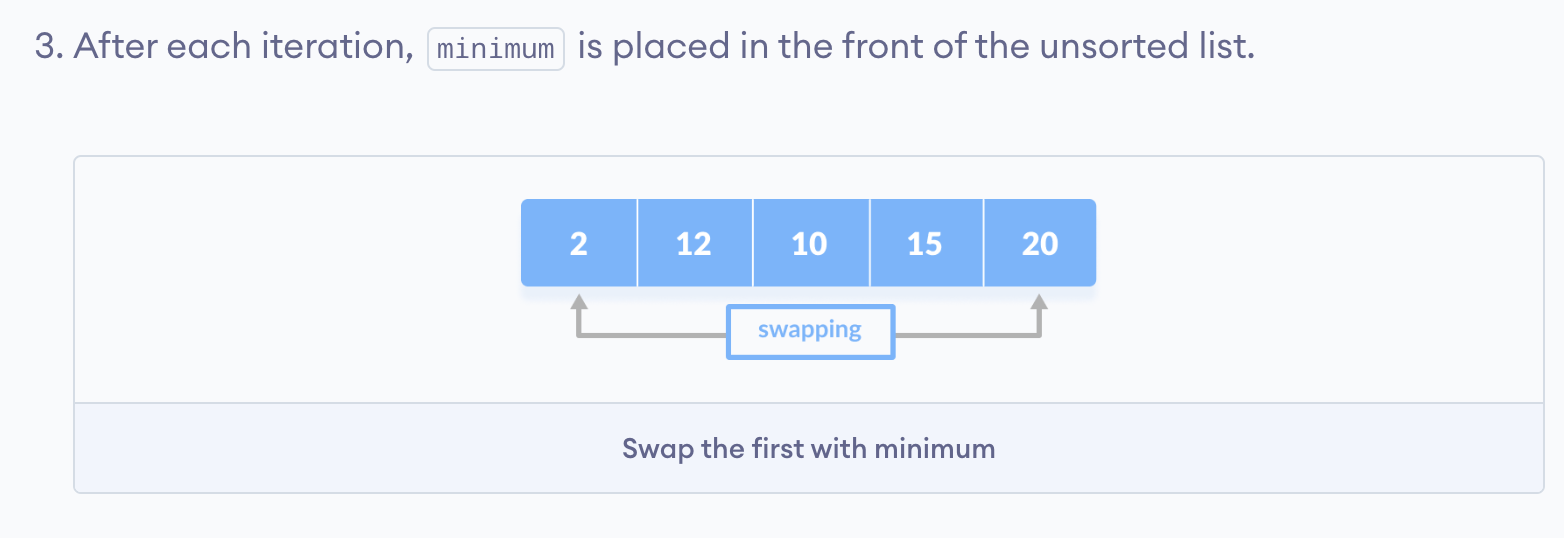 3. After each iteration, minimum is placed in the front of the unsorted list.
2 12 10 15 20
swapping
Swap the first with minimum